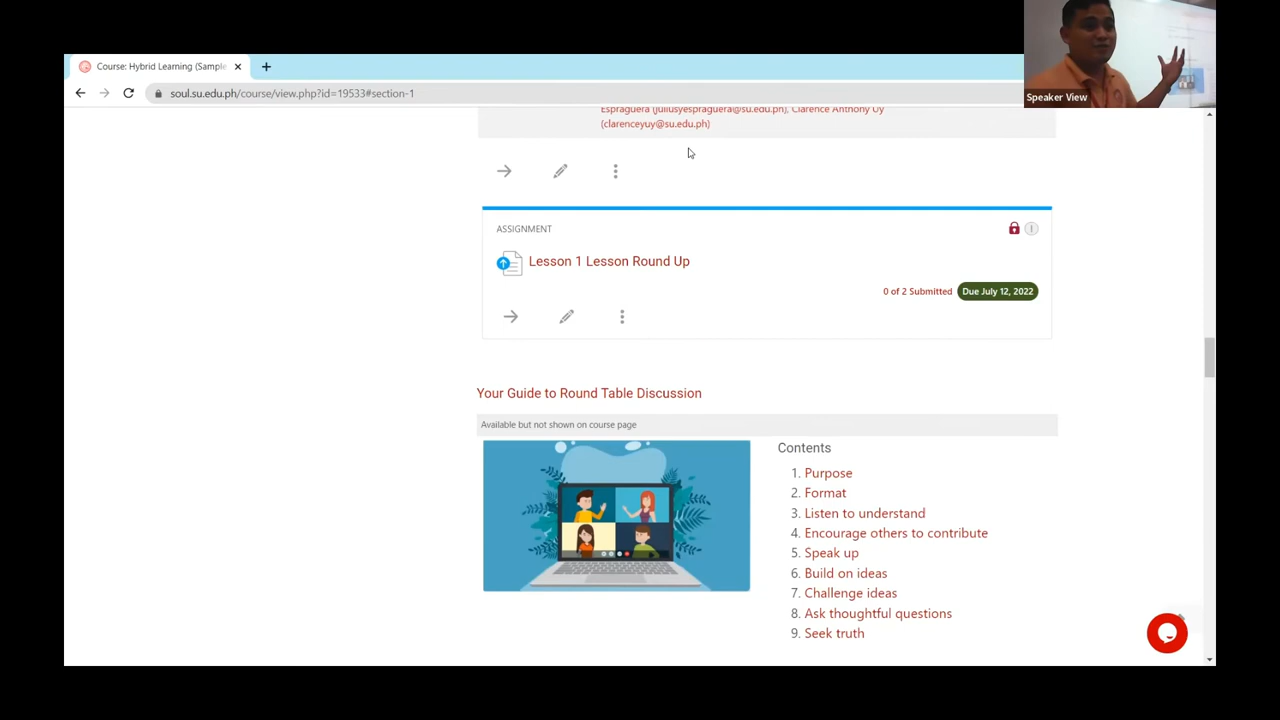 Course: Hybrid Learning (Sample
soul.su.edu.ph/course/view.php?id=19533#section-1
Speaker View
Espraguera (juliusyespraguera@su.edu.ph), Clarence Anthony Uy
(clarenceyuy@su.edu.ph)
ASSIGNMENT
Lesson 1 Lesson Round Up
0 of 2 Submitted Due July 12, 2022
Your Guide to Round Table Discussion
Available but not shown on course page
Contents
1. Purpose
2. Format
3. Listen to understand
4. Encourage others to contribute
5. Speak up
6. Build on ideas
7. Challenge ideas
8. Ask thoughtful questions
9. Seek truth